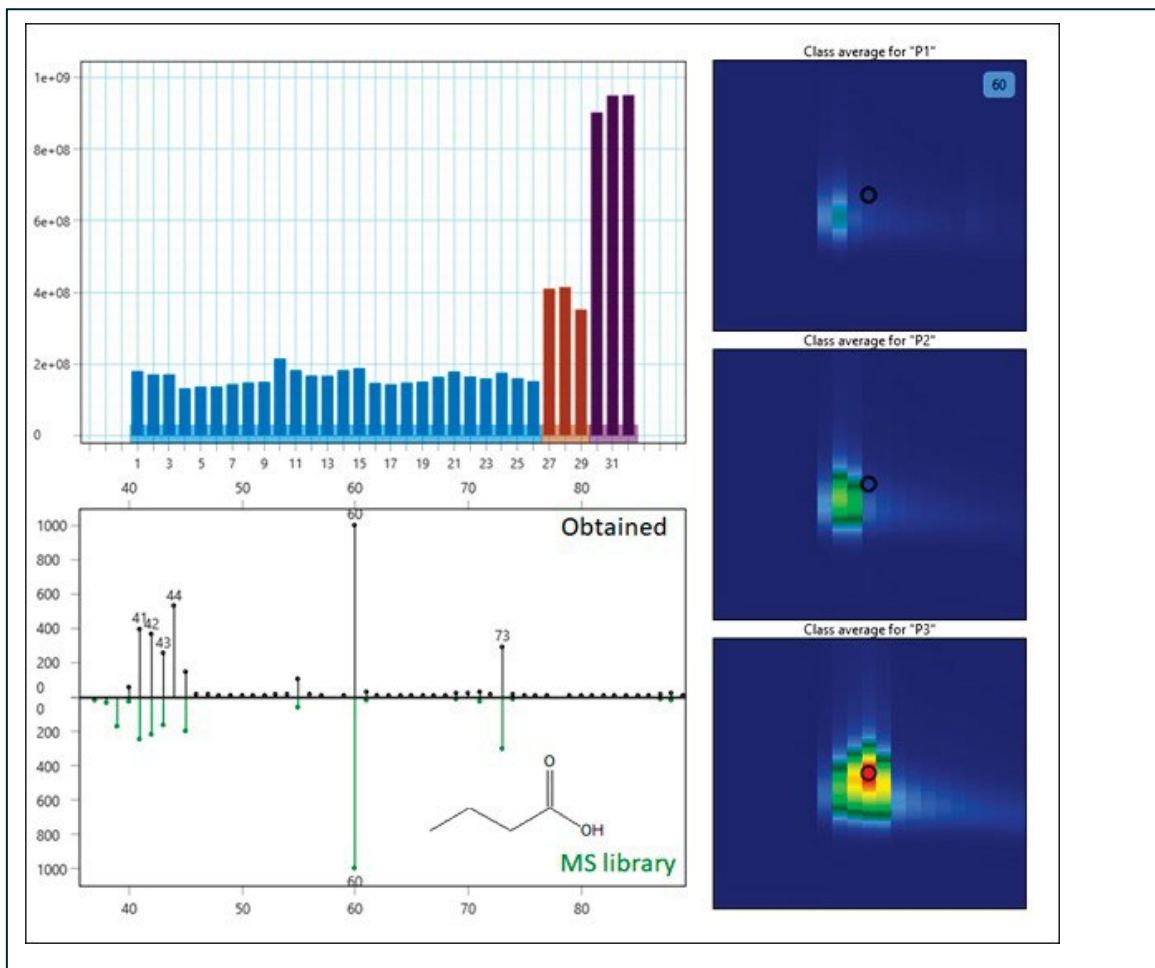 Class average for "P1"
60
1e+09
8e+08
6e+08
4e+08
2e+08
0
1 3 5 7 9 11 13 15 17 19 21 23 25 27 29 31
Class average for "P2"
40 50 60 70 80
60
Obtained
1000
800
600
400
200
0
41
42
43
44
73
0
200
400
600
800
1000
O
OH
MS library
60
40 50 60 70 80
Class average for "P3"